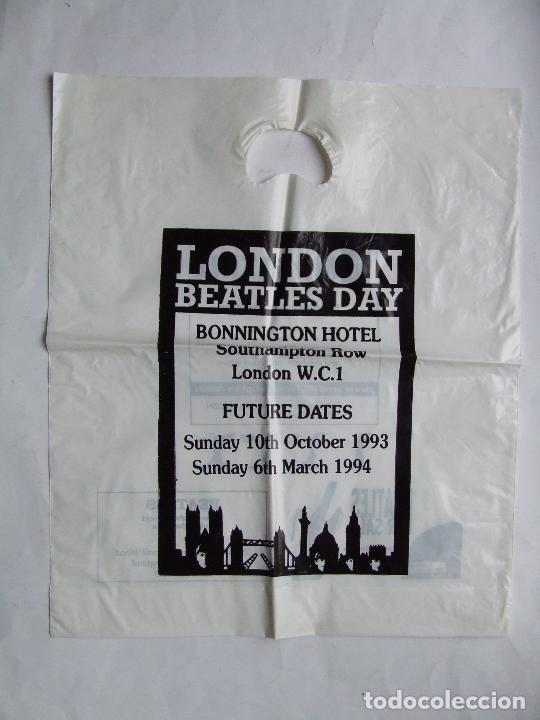 LONDON
BEATLES DAY
BONNINGTON HOTEL
Southampton Row
London W.C.1
FUTURE DATES
Sunday 10th October 1993
Sunday 6th March 1994
todocoleccion